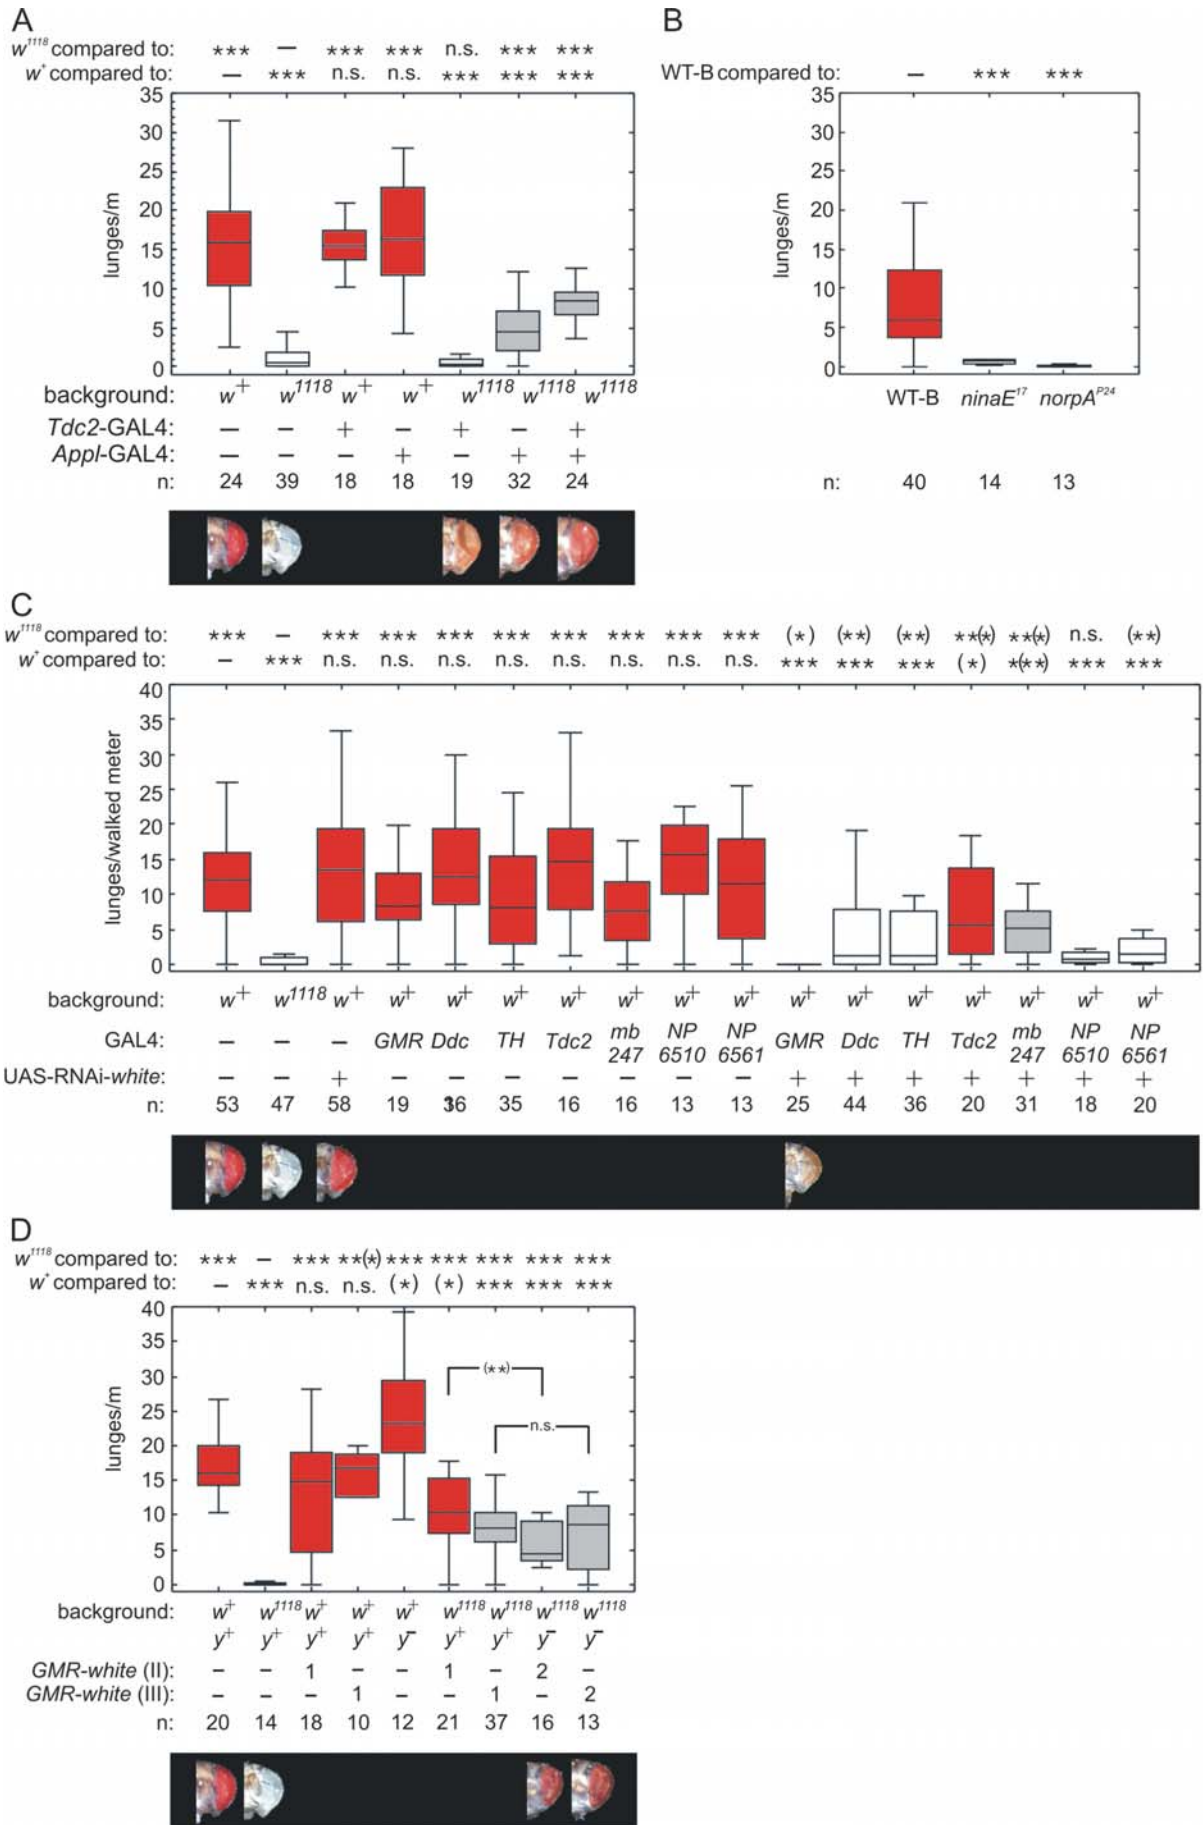 A
w1118 compared to: *** – *** *** n.s. *** ***
w+ compared to: – *** n.s. n.s. *** *** ***
lunges/m
35
30
25
20
15
10
5
0
background: w+ w1118 w+ w+ w1118 w1118 w1118
Tdc2-GAL4: – – + – + – +
Appl-GAL4: – – – + – + +
n: 24 39 18 18 19 32 24
B
WT-B compared to: – *** ***
lunges/m
35
30
25
20
15
10
5
0
WT-B ninaE17 norpAP24
n: 40 14 13
C
w1118 compared to: *** – *** *** *** *** *** *** *** *** (*) (**) (**) **(*) **(*) n.s. (**)
w+ compared to: – *** n.s. n.s. n.s. n.s. n.s. n.s. n.s. n.s. *** *** *** (*) *(**) *** ***
lunges/walked meter
40
35
30
25
20
15
10
5
0
background: w+ w1118 w+ w+ w+ w+ w+ w+ w+ w+ w+ w+ w+ w+ w+ w+ w+
GAL4: – – – GMR Ddc TH Tdc2 mb 247 NP 6510 NP 6561 GMR Ddc TH Tdc2 mb 247 NP 6510 NP 6561
UAS-RNAi-white: – – + – – – – – – – + + + + + + +
n: 53 47 58 19 36 35 16 16 13 13 25 44 36 20 31 18 20
D
w1118 compared to: *** – *** **(*) *** *** *** *** ***
w+ compared to: – *** n.s. n.s. (*) (*) *** *** ***
lunges/m
40
35
30
25
20
15
10
5
0
(**)
n.s.
background: w+ w1118 w+ w+ w+ w1118 w1118 w1118 w1118
y+ y+ y+ y+ y– y+ y+ y– y–
GMR-white (II): – – 1 – – 1 – 2 –
GMR-white (III): – – – 1 – – 1 – 2
n: 20 14 18 10 12 21 37 16 13